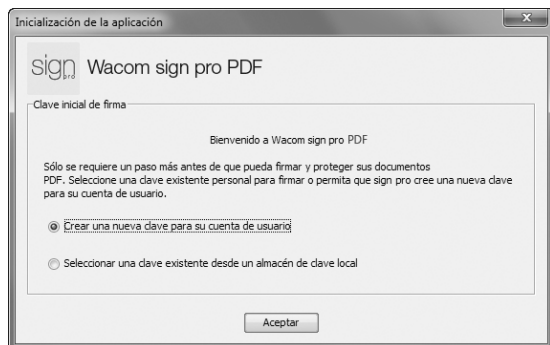 Inicialización de la aplicación
sign pro Wacom sign pro PDF
Clave inicial de firma
Bienvenido a Wacom sign pro PDF
Sólo se requiere un paso más antes de que pueda firmar y proteger sus documentos
PDF. Seleccione una clave existente personal para firmar o permita que sign pro cree una nueva clave
para su cuenta de usuario.
Crear una nueva clave para su cuenta de usuario
Seleccionar una clave existente desde un almacén de clave local
Aceptar